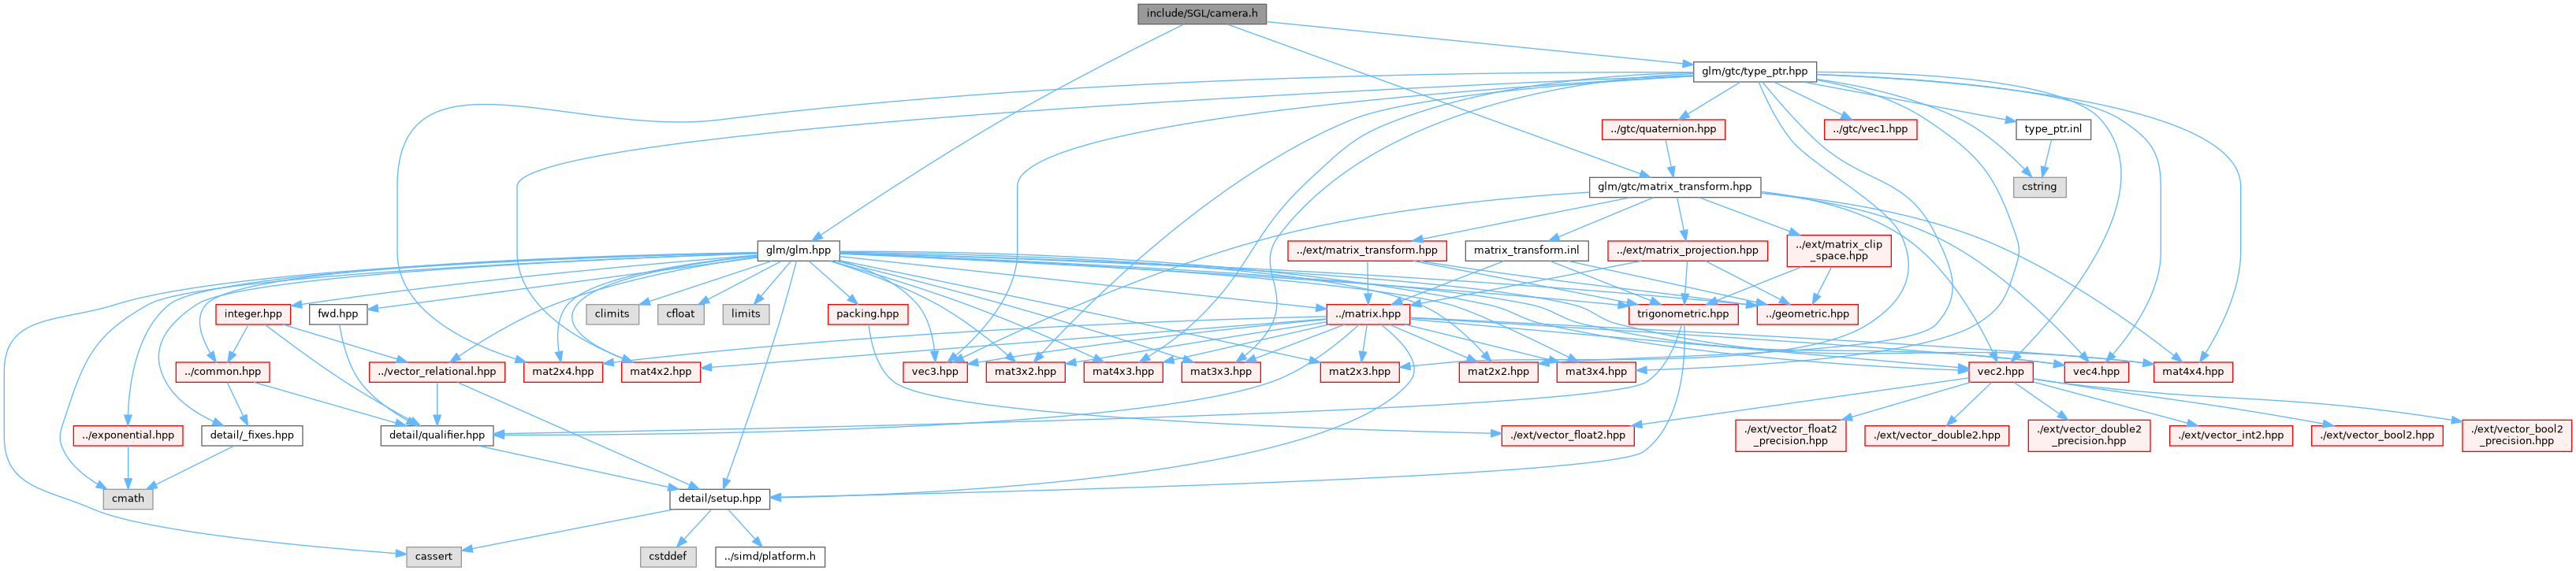 include/SGL/camera.h
glm/gtc/type_ptr.hpp
../gtc/quaternion.hpp
../gtc/vec1.hpp
type_ptr.inl
glm/gtc/matrix_transform.hpp
cstring
glm/glm.hpp
../ext/matrix_transform.hpp
matrix_transform.inl
../ext/matrix_projection.hpp
../ext/matrix_clip
_space.hpp
integer.hpp
fwd.hpp
climits
cfloat
limits
packing.hpp
../matrix.hpp
trigonometric.hpp
../geometric.hpp
../common.hpp
../vector_relational.hpp
mat2x4.hpp
mat4x2.hpp
vec3.hpp
mat3x2.hpp
mat4x3.hpp
mat3x3.hpp
mat2x3.hpp
mat2x2.hpp
mat3x4.hpp
vec2.hpp
vec4.hpp
mat4x4.hpp
../exponential.hpp
detail/_fixes.hpp
detail/qualifier.hpp
./ext/vector_float2.hpp
./ext/vector_float2
_precision.hpp
./ext/vector_double2.hpp
./ext/vector_double2
_precision.hpp
./ext/vector_int2.hpp
./ext/vector_bool2.hpp
./ext/vector_bool2
_precision.hpp
cmath
detail/setup.hpp
cassert
cstddef
../simd/platform.h